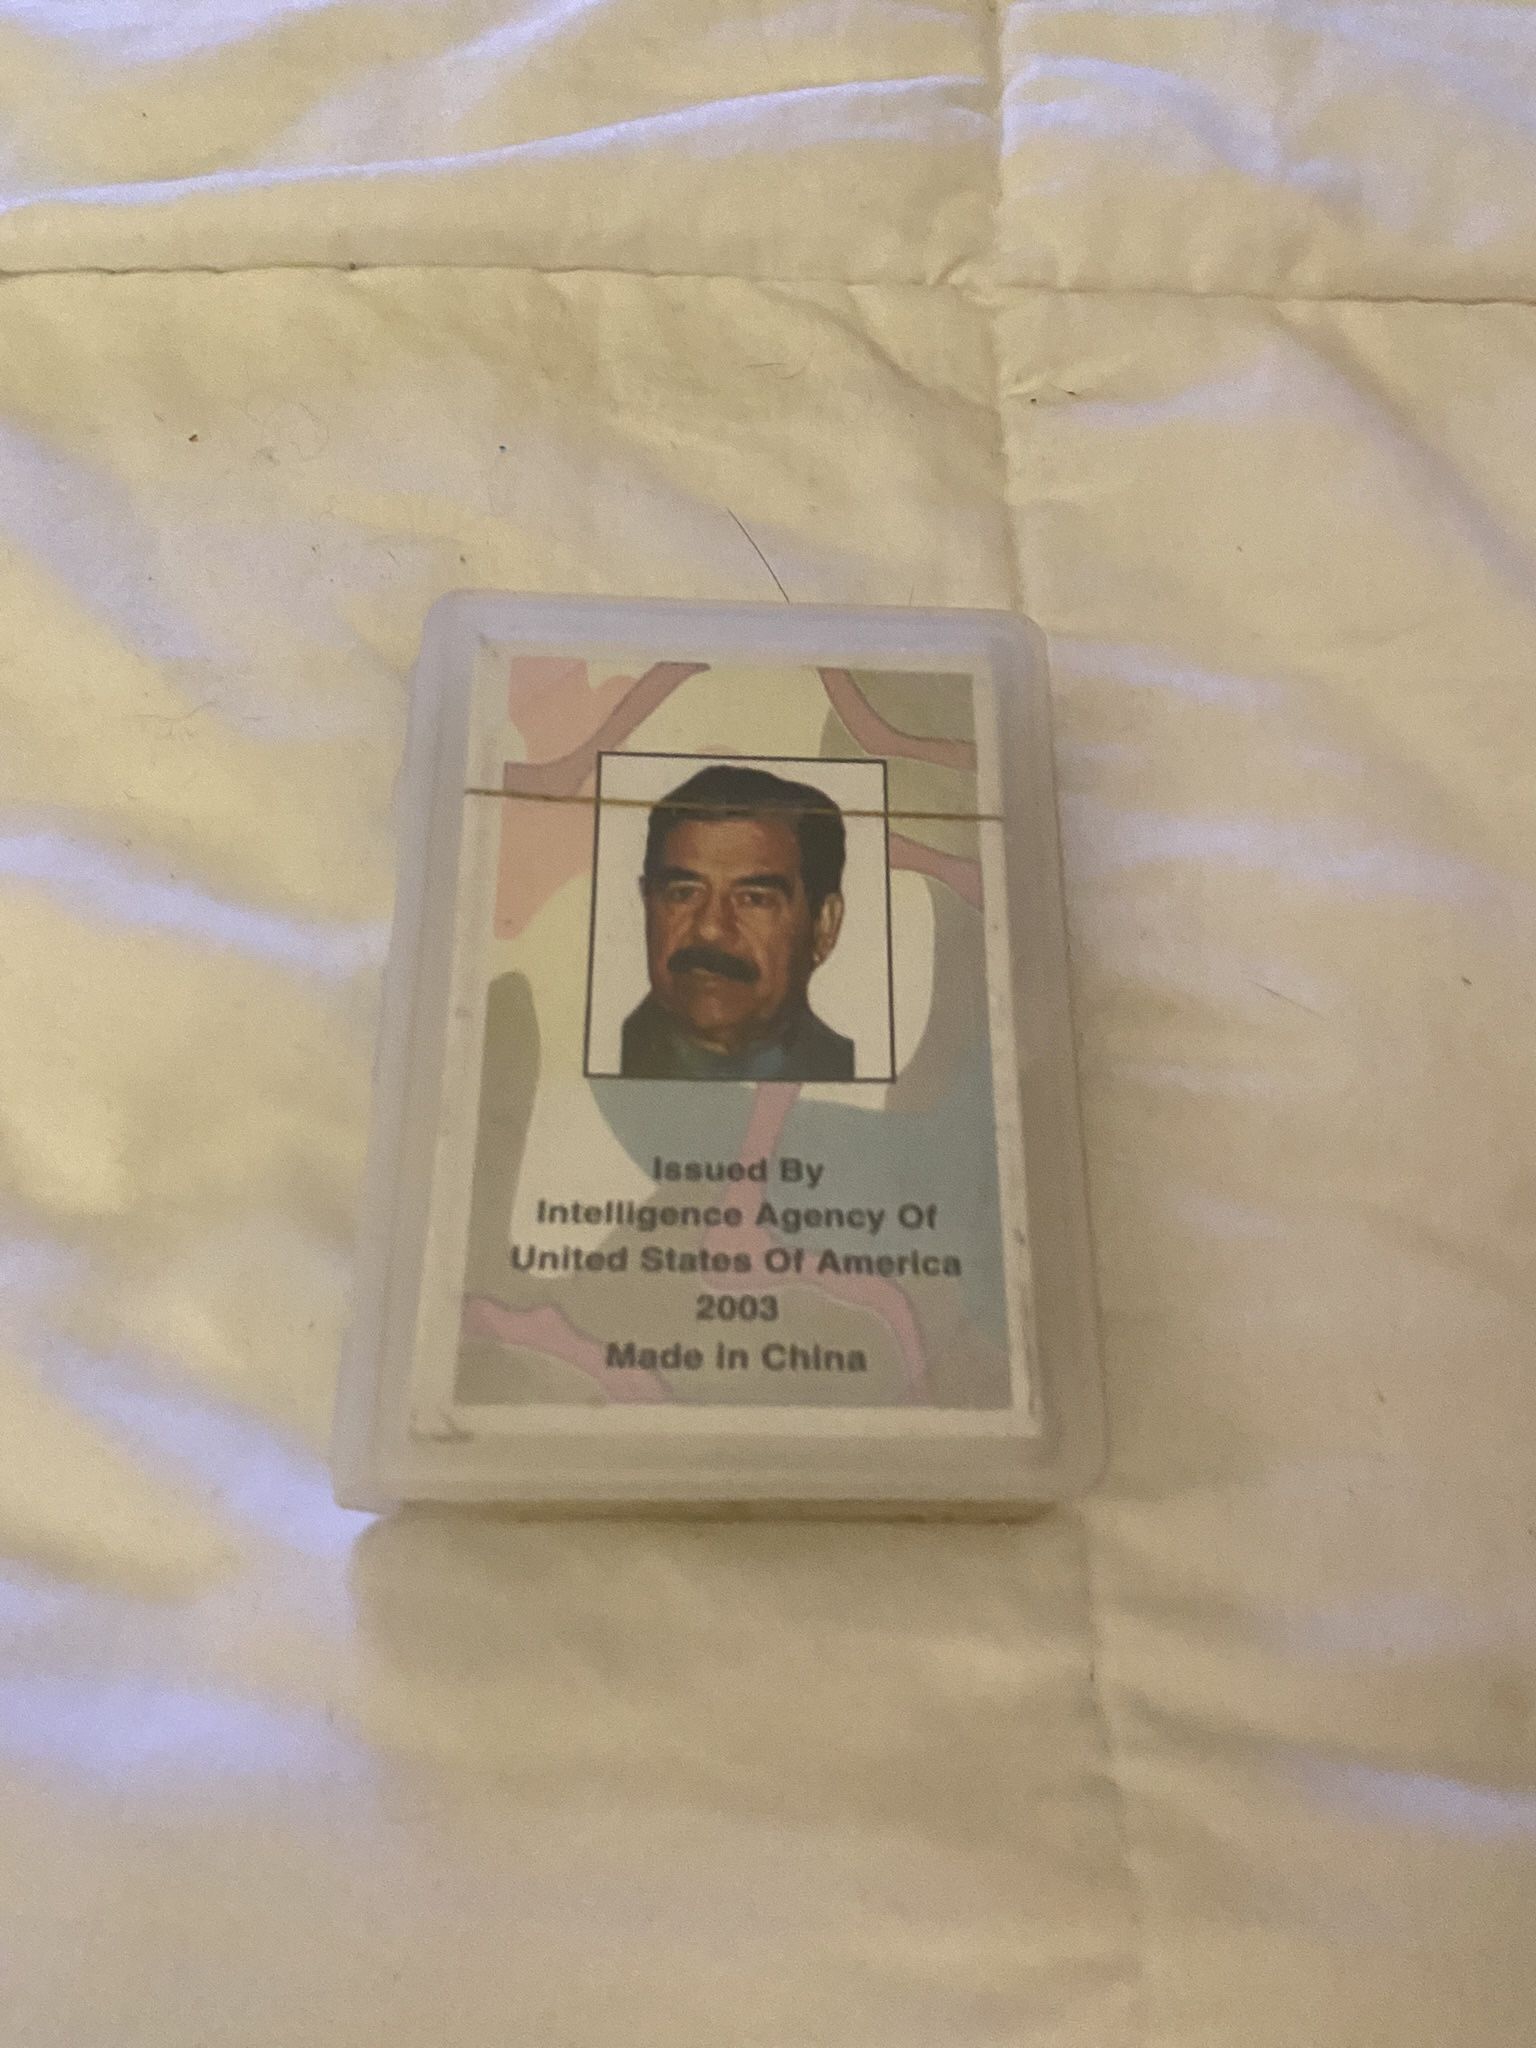 Issued By
Intelligence Agency Of
United States Of America
2003
Made in China